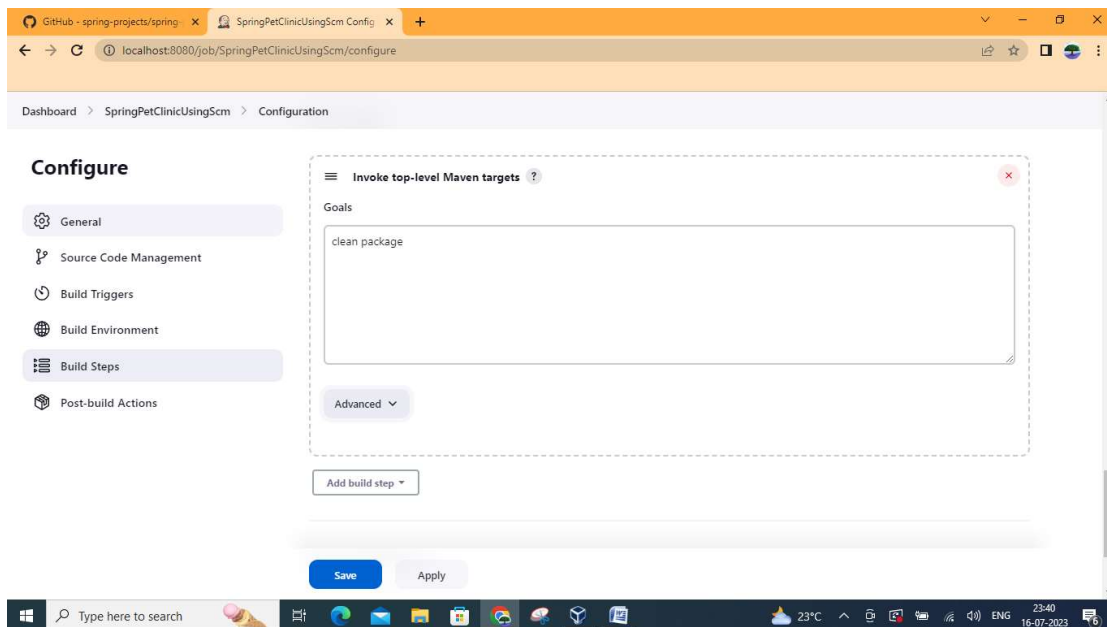 GitHub - spring-projects/spring-
SpringPetClinicUsingScm Config
localhost:8080/job/SpringPetClinicUsingScm/configure
Dashboard > SpringPetClinicUsingScm > Configuration
Configure
General
Source Code Management
Build Triggers
Build Environment
Build Steps
Post-build Actions
Invoke top-level Maven targets ?
Goals
clean package
Advanced
Add build step
Save Apply
Type here to search
23°C
ENG
23:40
16-07-2023
6